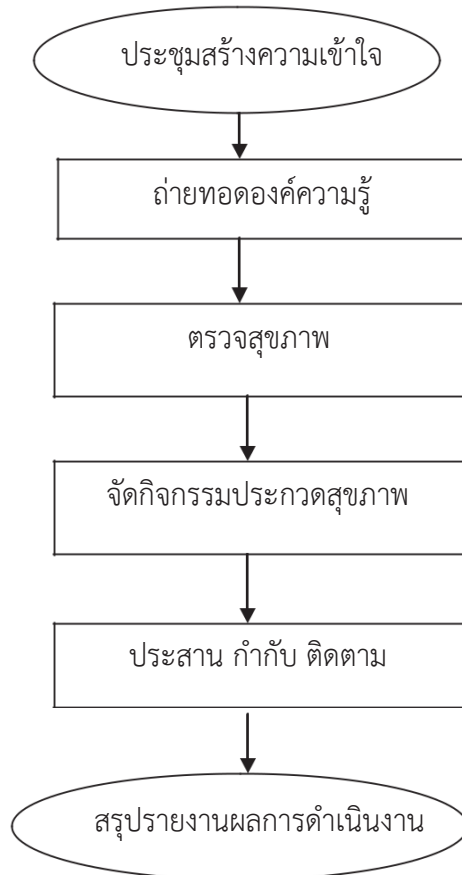 ประชุมสร้างความเข้าใจ
ถ่ายทอดองค์ความรู้
ตรวจสุขภาพ
จัดกิจกรรมประกวดสุขภาพ
ประสาน กำกับ ติดตาม
สรุปรายงานผลการดำเนินงาน